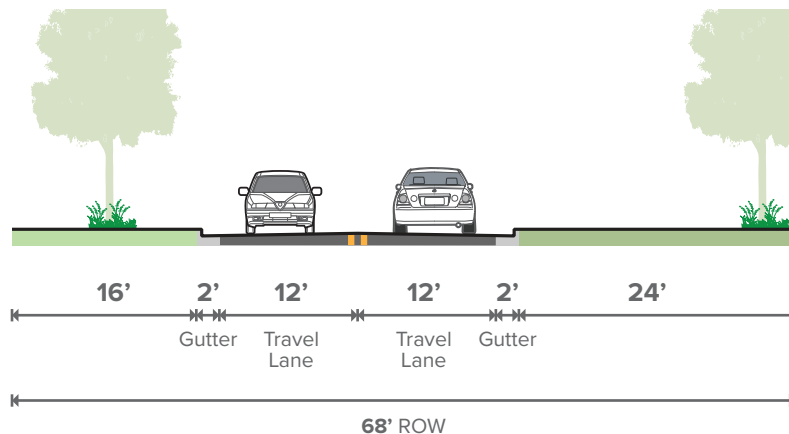 16’ 2’ 12’ 12’ 2’ 24’
Gutter Travel Lane Travel Lane Gutter
68’ ROW